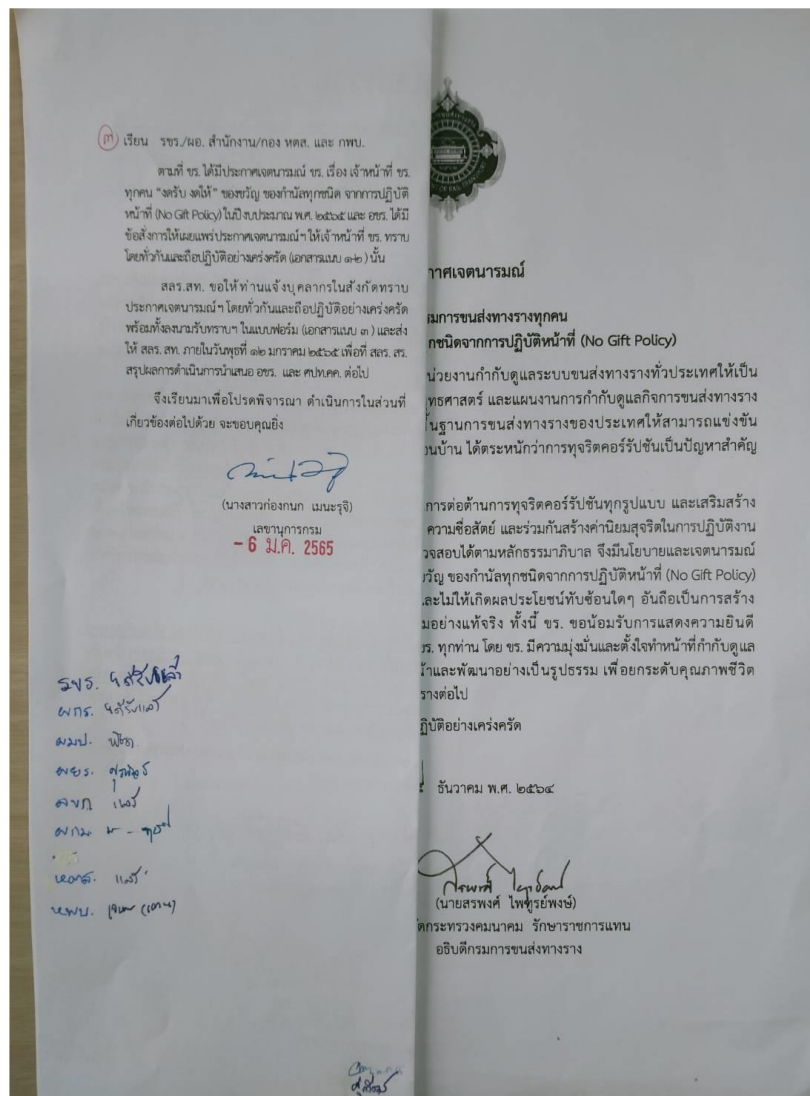 ๓ เรียน รขร./ผอ. สำนักงาน/กอง หตส. และ กพบ.
ตามที่ ขร. ได้มีประกาศเจตนารมณ์ ขร. เรื่อง เจ้าหน้าที่ ขร.
ทุกคน "งดรับ งดให้" ของขวัญ ของกำนัลทุกชนิด จากการปฏิบัติ
หน้าที่ (No Gift Policy) ในปีงบประมาณ พ.ศ. ๒๕๖๕ และ อขร. ได้มี
ข้อสั่งการให้เผยแพร่ประกาศเจตนารมณ์ฯ ให้เจ้าหน้าที่ ขร. ทราบ
โดยทั่วกันและถือปฏิบัติอย่างเคร่งครัด (เอกสารแนบ ๑-๒) นั้น
สลร.สท. ขอให้ท่านแจ้งบุคลากรในสังกัดทราบ
ประกาศเจตนารมณ์ฯ โดยทั่วกันและถือปฏิบัติอย่างเคร่งครัด
พร้อมทั้งลงนามรับทราบฯ ในแบบฟอร์ม (เอกสารแนบ ๓) และส่ง
ให้ สลร. สท. ภายในวันพุธที่ ๑๒ มกราคม ๒๕๖๕ เพื่อที่ สลร. สร.
สรุปผลการดำเนินการนำเสนอ อขร. และ ศปท.คค. ต่อไป
จึงเรียนมาเพื่อโปรดพิจารณา ดำเนินการในส่วนที่
เกี่ยวข้องต่อไปด้วย จะขอบคุณยิ่ง
(นางสาวก่องกนก เมนะรุจิ)
เลขานุการกรม
- 6 ม.ค. 2565
รขร. ได้รับแล้ว
ผกร. ได้รับแล้ว
ลขก แล้ว
หตส. แล้ว
หพบ.
กาศเจตนารมณ์
รมการขนส่งทางรางทุกคน
กชนิดจากการปฏิบัติหน้าที่ (No Gift Policy)
น่วยงานกำกับดูแลระบบขนส่งทางรางทั่วประเทศให้เป็น
ทธศาสตร์ และแผนงานการกำกับดูแลกิจการขนส่งทางราง
้นฐานการขนส่งทางรางของประเทศให้สามารถแข่งขัน
อนบ้าน ได้ตระหนักว่าการทุจริตคอร์รัปชันเป็นปัญหาสำคัญ
การต่อต้านการทุจริตคอร์รัปชันทุกรูปแบบ และเสริมสร้าง
ความซื่อสัตย์ และร่วมกันสร้างค่านิยมสุจริตในการปฏิบัติงาน
วจสอบได้ตามหลักธรรมาภิบาล จึงมีนโยบายและเจตนารมณ์
งขวัญ ของกำนัลทุกชนิดจากการปฏิบัติหน้าที่ (No Gift Policy)
และไม่ให้เกิดผลประโยชน์ทับซ้อนใดๆ อันถือเป็นการสร้าง
มอย่างแท้จริง ทั้งนี้ ขร. ขอน้อมรับการแสดงความยินดี
ขร. ทุกท่าน โดย ขร. มีความมุ่งมั่นและตั้งใจทำหน้าที่กำกับดูแล
น้าและพัฒนาอย่างเป็นรูปธรรม เพื่อยกระดับคุณภาพชีวิต
รางต่อไป
ฏิบัติอย่างเคร่งครัด
ธันวาคม พ.ศ. ๒๕๖๔
(นายสรพงศ์ ไพฑูรย์พงษ์)
ัดกระทรวงคมนาคม รักษาราชการแทน
อธิบดีกรมการขนส่งทางราง